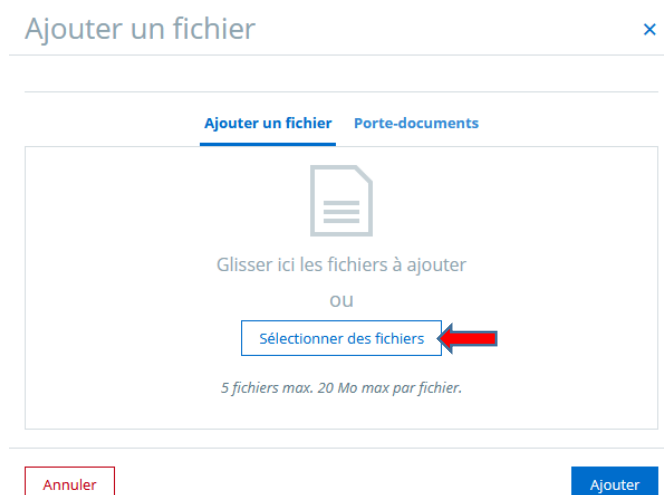 Ajouter un fichier
×
Ajouter un fichier Porte-documents
Glisser ici les fichiers à ajouter
ou
Sélectionner des fichiers
5 fichiers max. 20 Mo max par fichier.
Annuler Ajouter